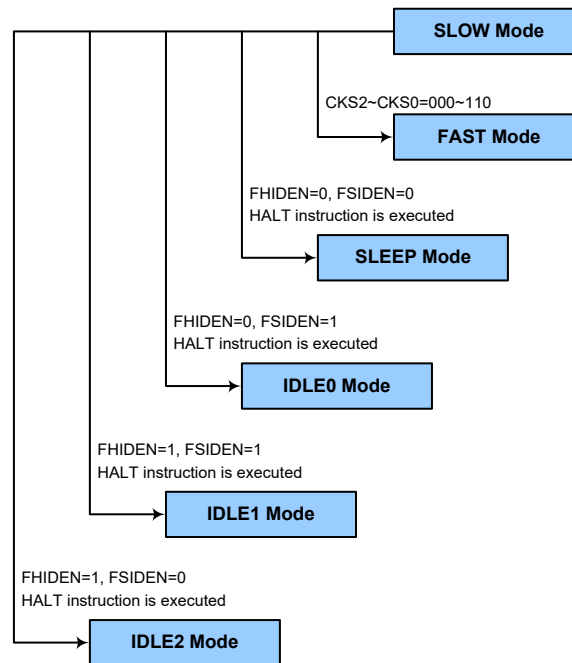 SLOW Mode
CKS2~CKS0=000~110
FAST Mode
FHIDEN=0, FSIDEN=0
HALT instruction is executed
SLEEP Mode
FHIDEN=0, FSIDEN=1
HALT instruction is executed
IDLE0 Mode
FHIDEN=1, FSIDEN=1
HALT instruction is executed
IDLE1 Mode
FHIDEN=1, FSIDEN=0
HALT instruction is executed
IDLE2 Mode